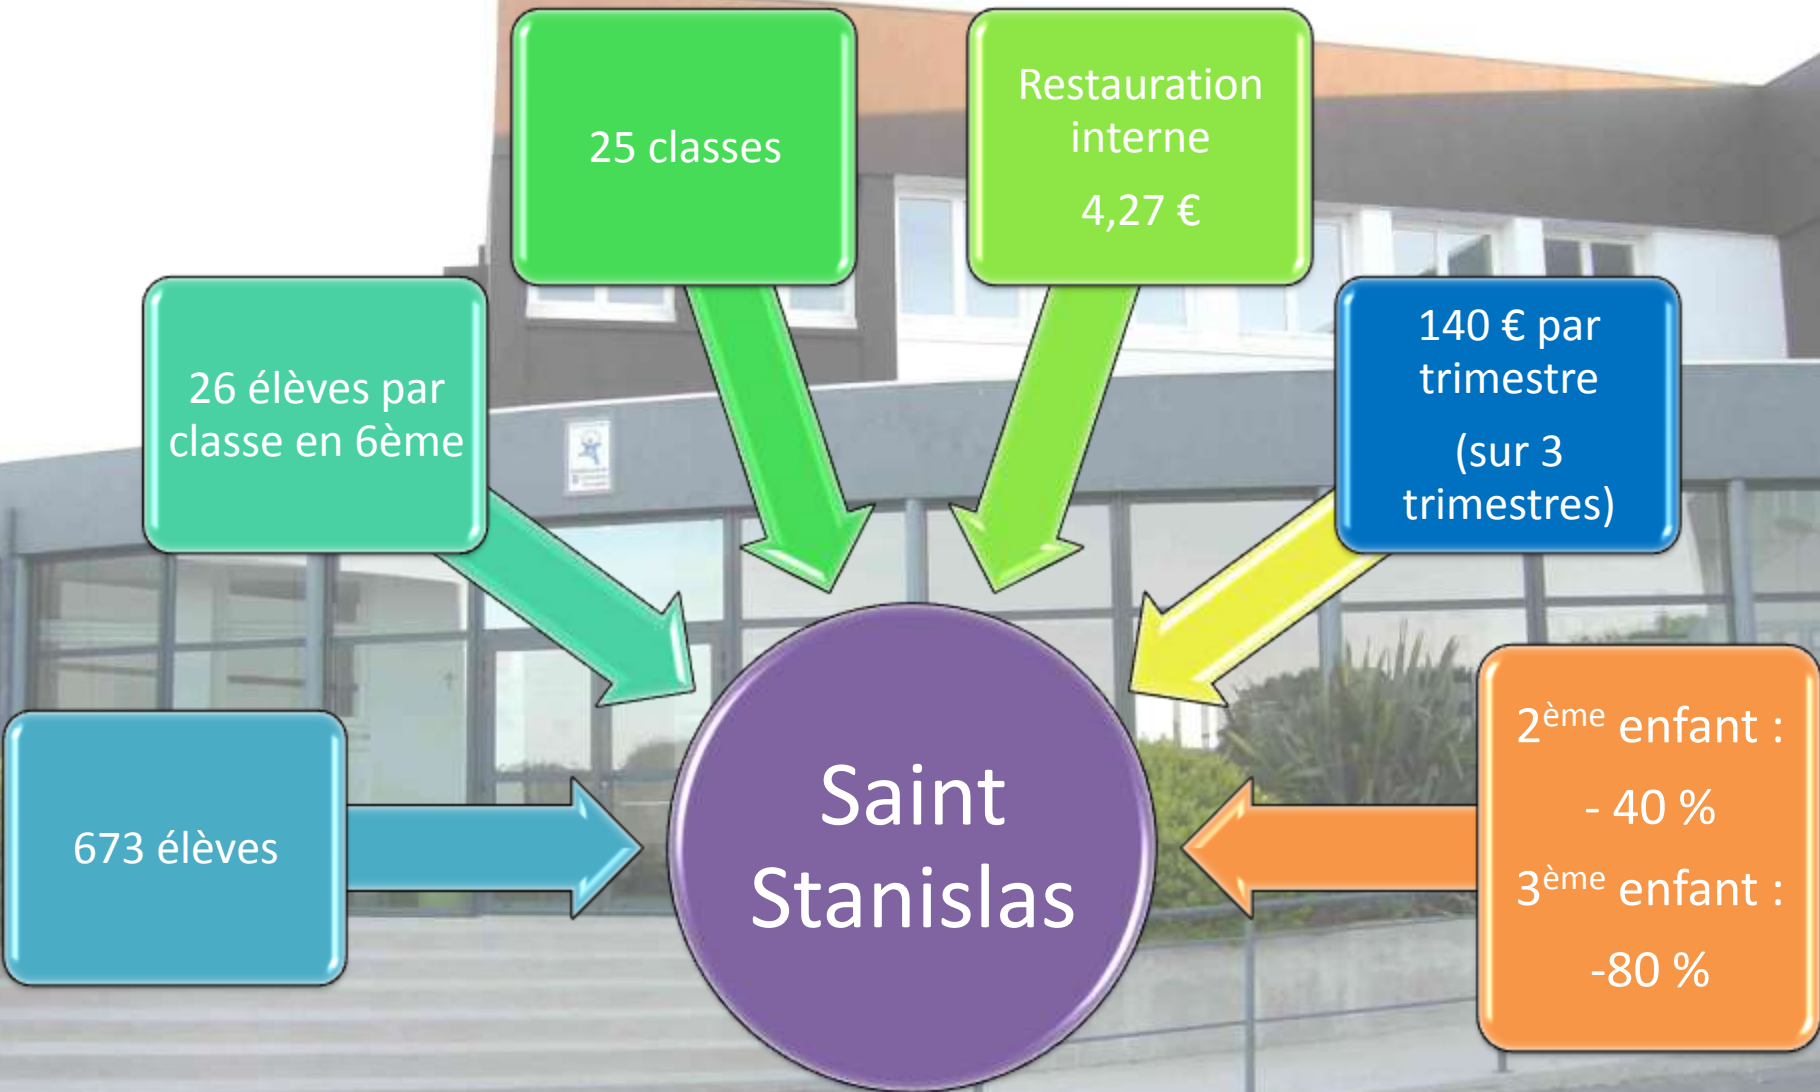 25 classes
Restauration
interne
4,27 €
26 élèves par
classe en 6ème
140 € par
trimestre
(sur 3
trimestres)
673 élèves
Saint
Stanislas
2ème enfant :
- 40 %
3ème enfant :
-80 %